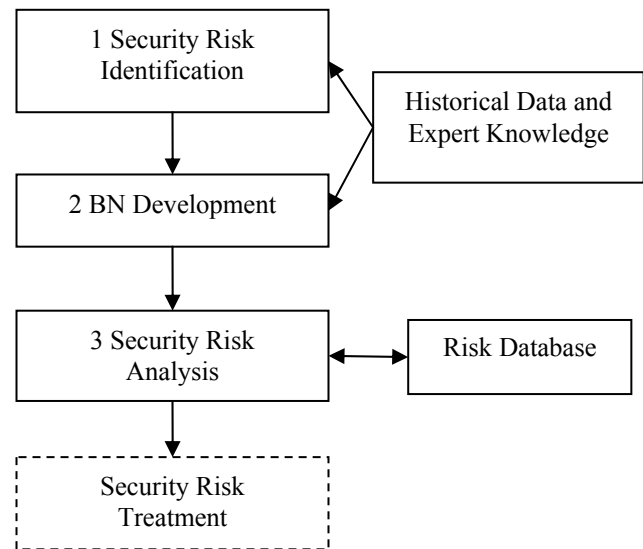 1 Security Risk
Identification
Historical Data and
Expert Knowledge
2 BN Development
3 Security Risk
Analysis
Risk Database
Security Risk
Treatment